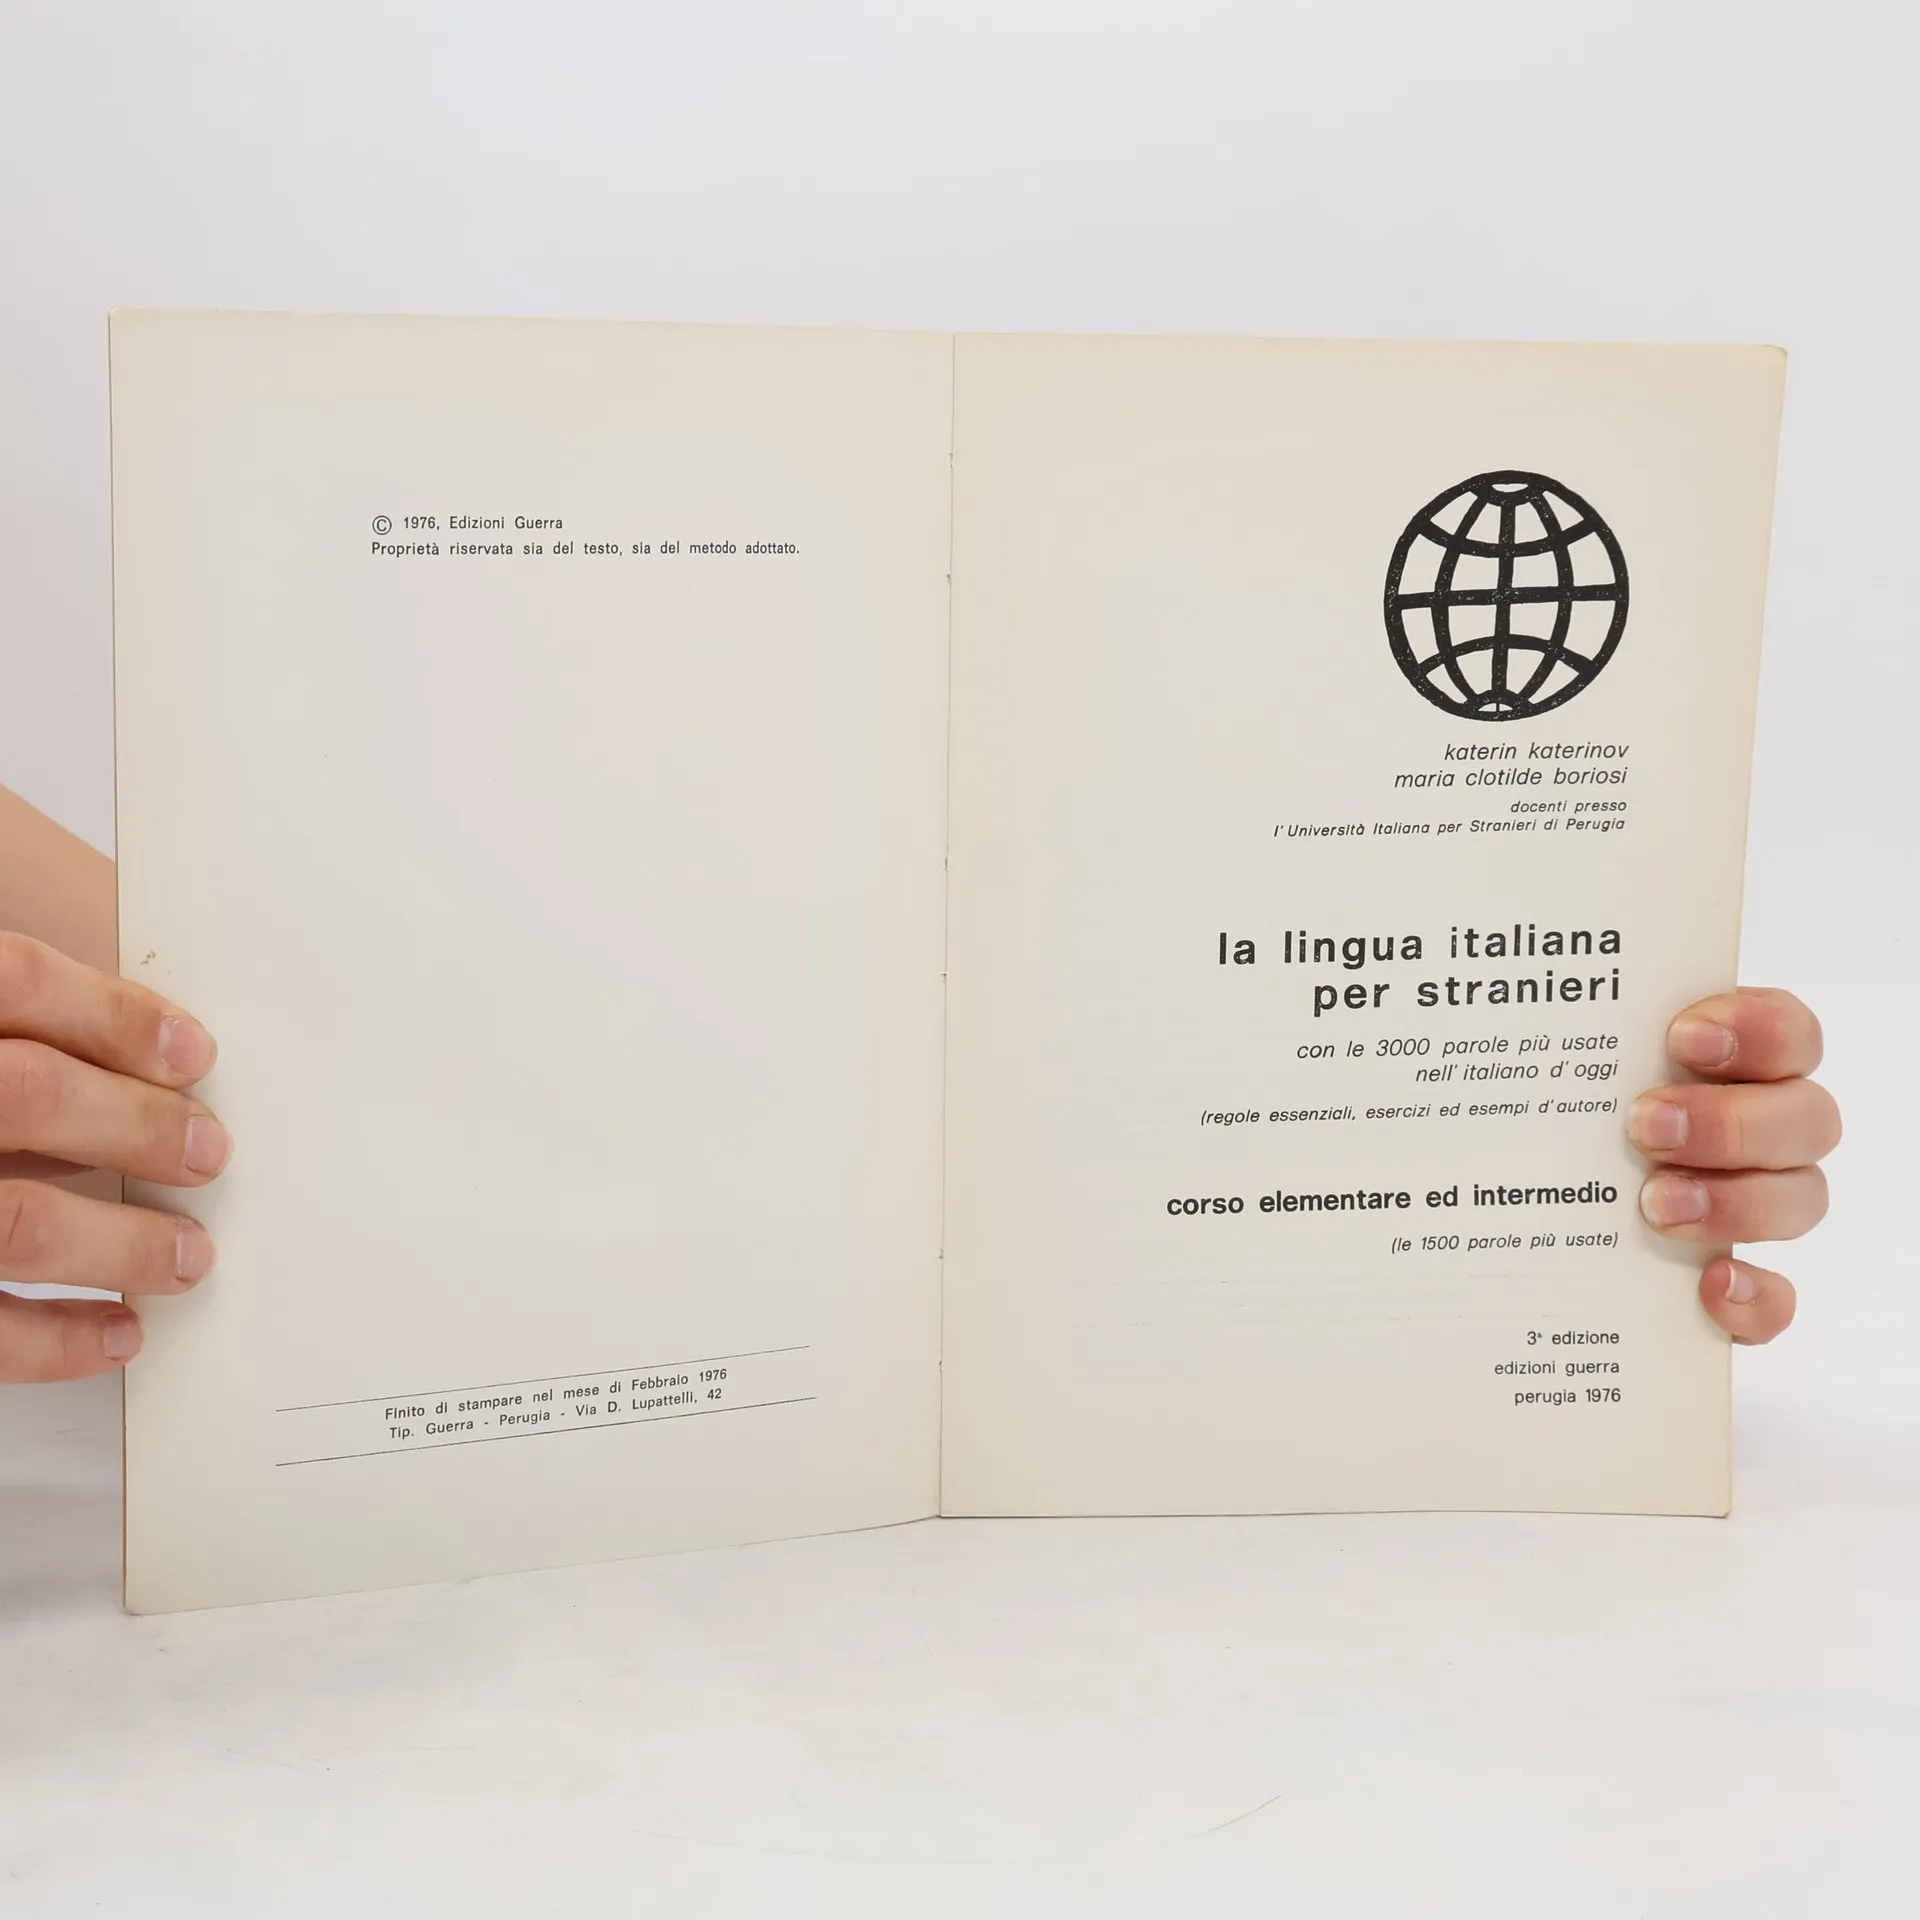 © 1976, Edizioni Guerra
Proprietà riservata sia del testo, sia del metodo adottato.
Finito di stampare nel mese di Febbraio 1976
Tip. Guerra - Perugia - Via D. Lupattelli, 42
katerin katerinov
maria clotilde boriosi
docenti presso
l'Università Italiana per Stranieri di Perugia
la lingua italiana
per stranieri
con le 3000 parole più usate
nell'italiano d'oggi
(regole essenziali, esercizi ed esempi d'autore)
corso elementare ed intermedio
(le 1500 parole più usate)
3ª edizione
edizioni guerra
perugia 1976